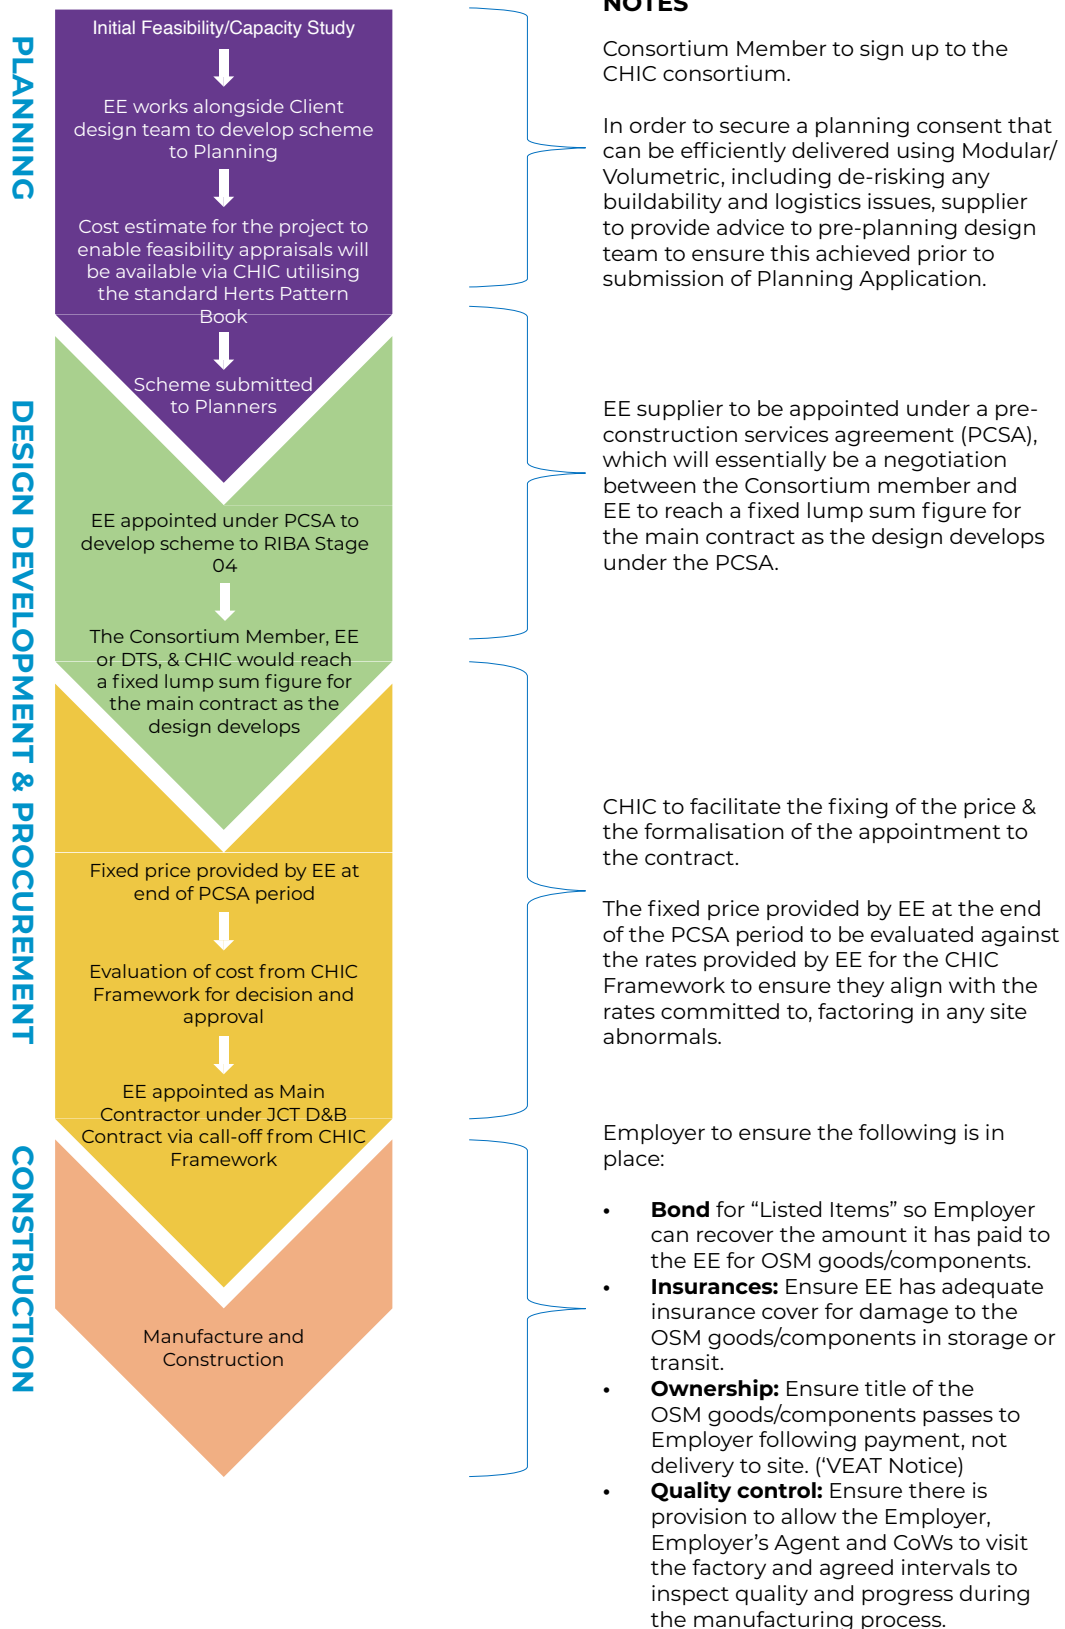 PLANNING
Initial Feasibility/Capacity Study
EE works alongside Client
design team to develop scheme
to Planning
Cost estimate for the project to
enable feasibility appraisals will
be available via CHIC utilising
the standard Herts Pattern
Book
Scheme submitted
to Planners
DESIGN DEVELOPMENT & PROCUREMENT
EE appointed under PCSA to
develop scheme to RIBA Stage
04
The Consortium Member, EE
or DTS, & CHIC would reach
a fixed lump sum figure for
the main contract as the
design develops
Fixed price provided by EE at
end of PCSA period
Evaluation of cost from CHIC
Framework for decision and
approval
EE appointed as Main
Contractor under JCT D&B
Contract via call-off from CHIC
Framework
CONSTRUCTION
Manufacture and
Construction
NOTES
Consortium Member to sign up to the
CHIC consortium.
In order to secure a planning consent that
can be efficiently delivered using Modular/
Volumetric, including de-risking any
buildability and logistics issues, supplier
to provide advice to pre-planning design
team to ensure this achieved prior to
submission of Planning Application.
EE supplier to be appointed under a pre-
construction services agreement (PCSA),
which will essentially be a negotiation
between the Consortium member and
EE to reach a fixed lump sum figure for
the main contract as the design develops
under the PCSA.
CHIC to facilitate the fixing of the price &
the formalisation of the appointment to
the contract.
The fixed price provided by EE at the end
of the PCSA period to be evaluated against
the rates provided by EE for the CHIC
Framework to ensure they align with the
rates committed to, factoring in any site
abnormals.
Employer to ensure the following is in
place:
• Bond for “Listed Items” so Employer
can recover the amount it has paid to
the EE for OSM goods/components.
• Insurances: Ensure EE has adequate
insurance cover for damage to the
OSM goods/components in storage or
transit.
• Ownership: Ensure title of the
OSM goods/components passes to
Employer following payment, not
delivery to site. (‘VEAT Notice)
• Quality control: Ensure there is
provision to allow the Employer,
Employer’s Agent and CoWs to visit
the factory and agreed intervals to
inspect quality and progress during
the manufacturing process.